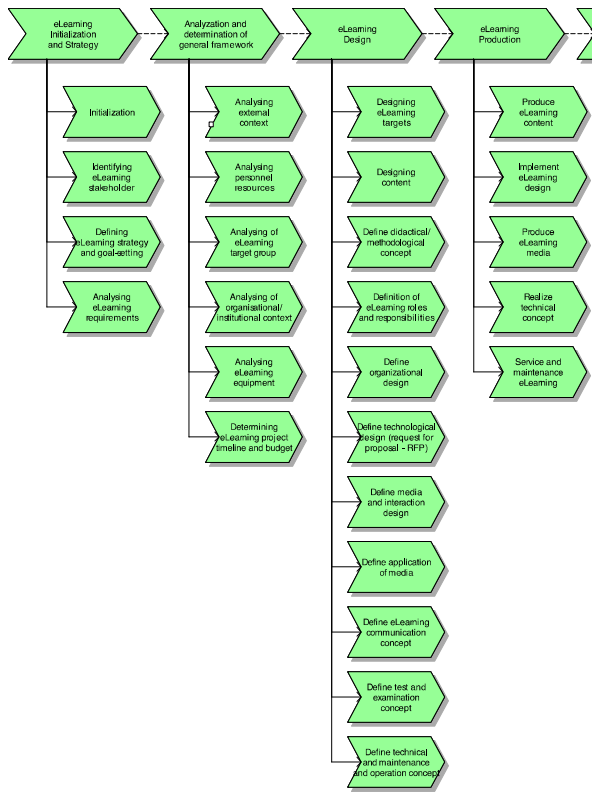 eLearning
Initialization
and Strategy
Analyzation and
determination of
general framework
eLearning
Design
eLearning
Production
Initialization
Identifying
eLearning
stakeholder
Defining
eLearning strategy
and goal-setting
Analysing
eLearning
requirements
Analysing
external
context
Analysing
personnel
resources
Analysing of
eLearning
target group
Analysing of
organisational/
institutional context
Analysing
eLearning
equipment
Determining
eLearning project
timeline and budget
Designing
eLearning
targets
Designing
content
Define didactical/
methodological
concept
Definition of
eLearning roles
and responsibilities
Define
organizational
design
Define technological
design (request for
proposal - RFP)
Define media
and interaction
design
Define application
of media
Define eLearning
communication
concept
Define test and
examination
concept
Define technical
and maintenance
and operation concept
Produce
eLearning
content
Implement
eLearning
design
Produce
eLearning
media
Realize
technical
concept
Service and
maintenance
eLearning